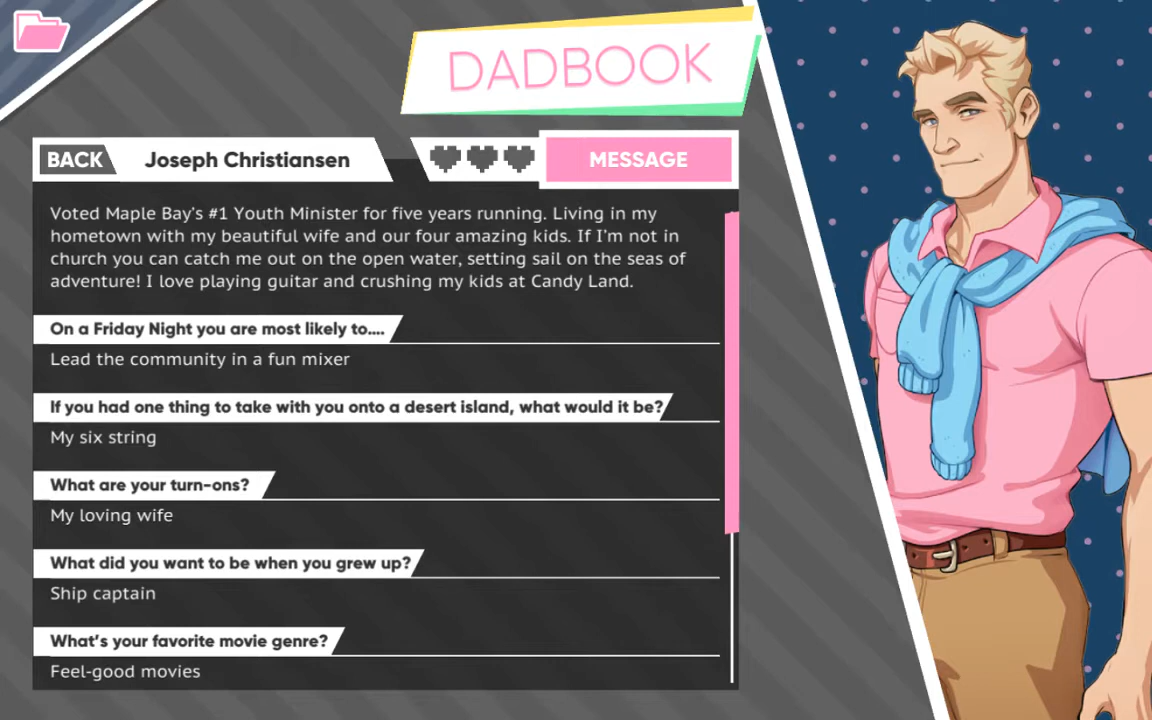 DADBOOK
BACK
Joseph Christiansen
MESSAGE
Voted Maple Bay's #1 Youth Minister for five years running. Living in my
hometown with my beautiful wife and our four amazing kids. If I'm not in
church you can catch me out on the open water, setting sail on the seas of
adventure! I love playing guitar and crushing my kids at Candy Land.
On a Friday Night you are most likely to....
Lead the community in a fun mixer
If you had one thing to take with you onto a desert island, what would it be?
My six string
What are your turn-ons?
My loving wife
What did you want to be when you grew up?
Ship captain
What's your favorite movie genre?
Feel-good movies